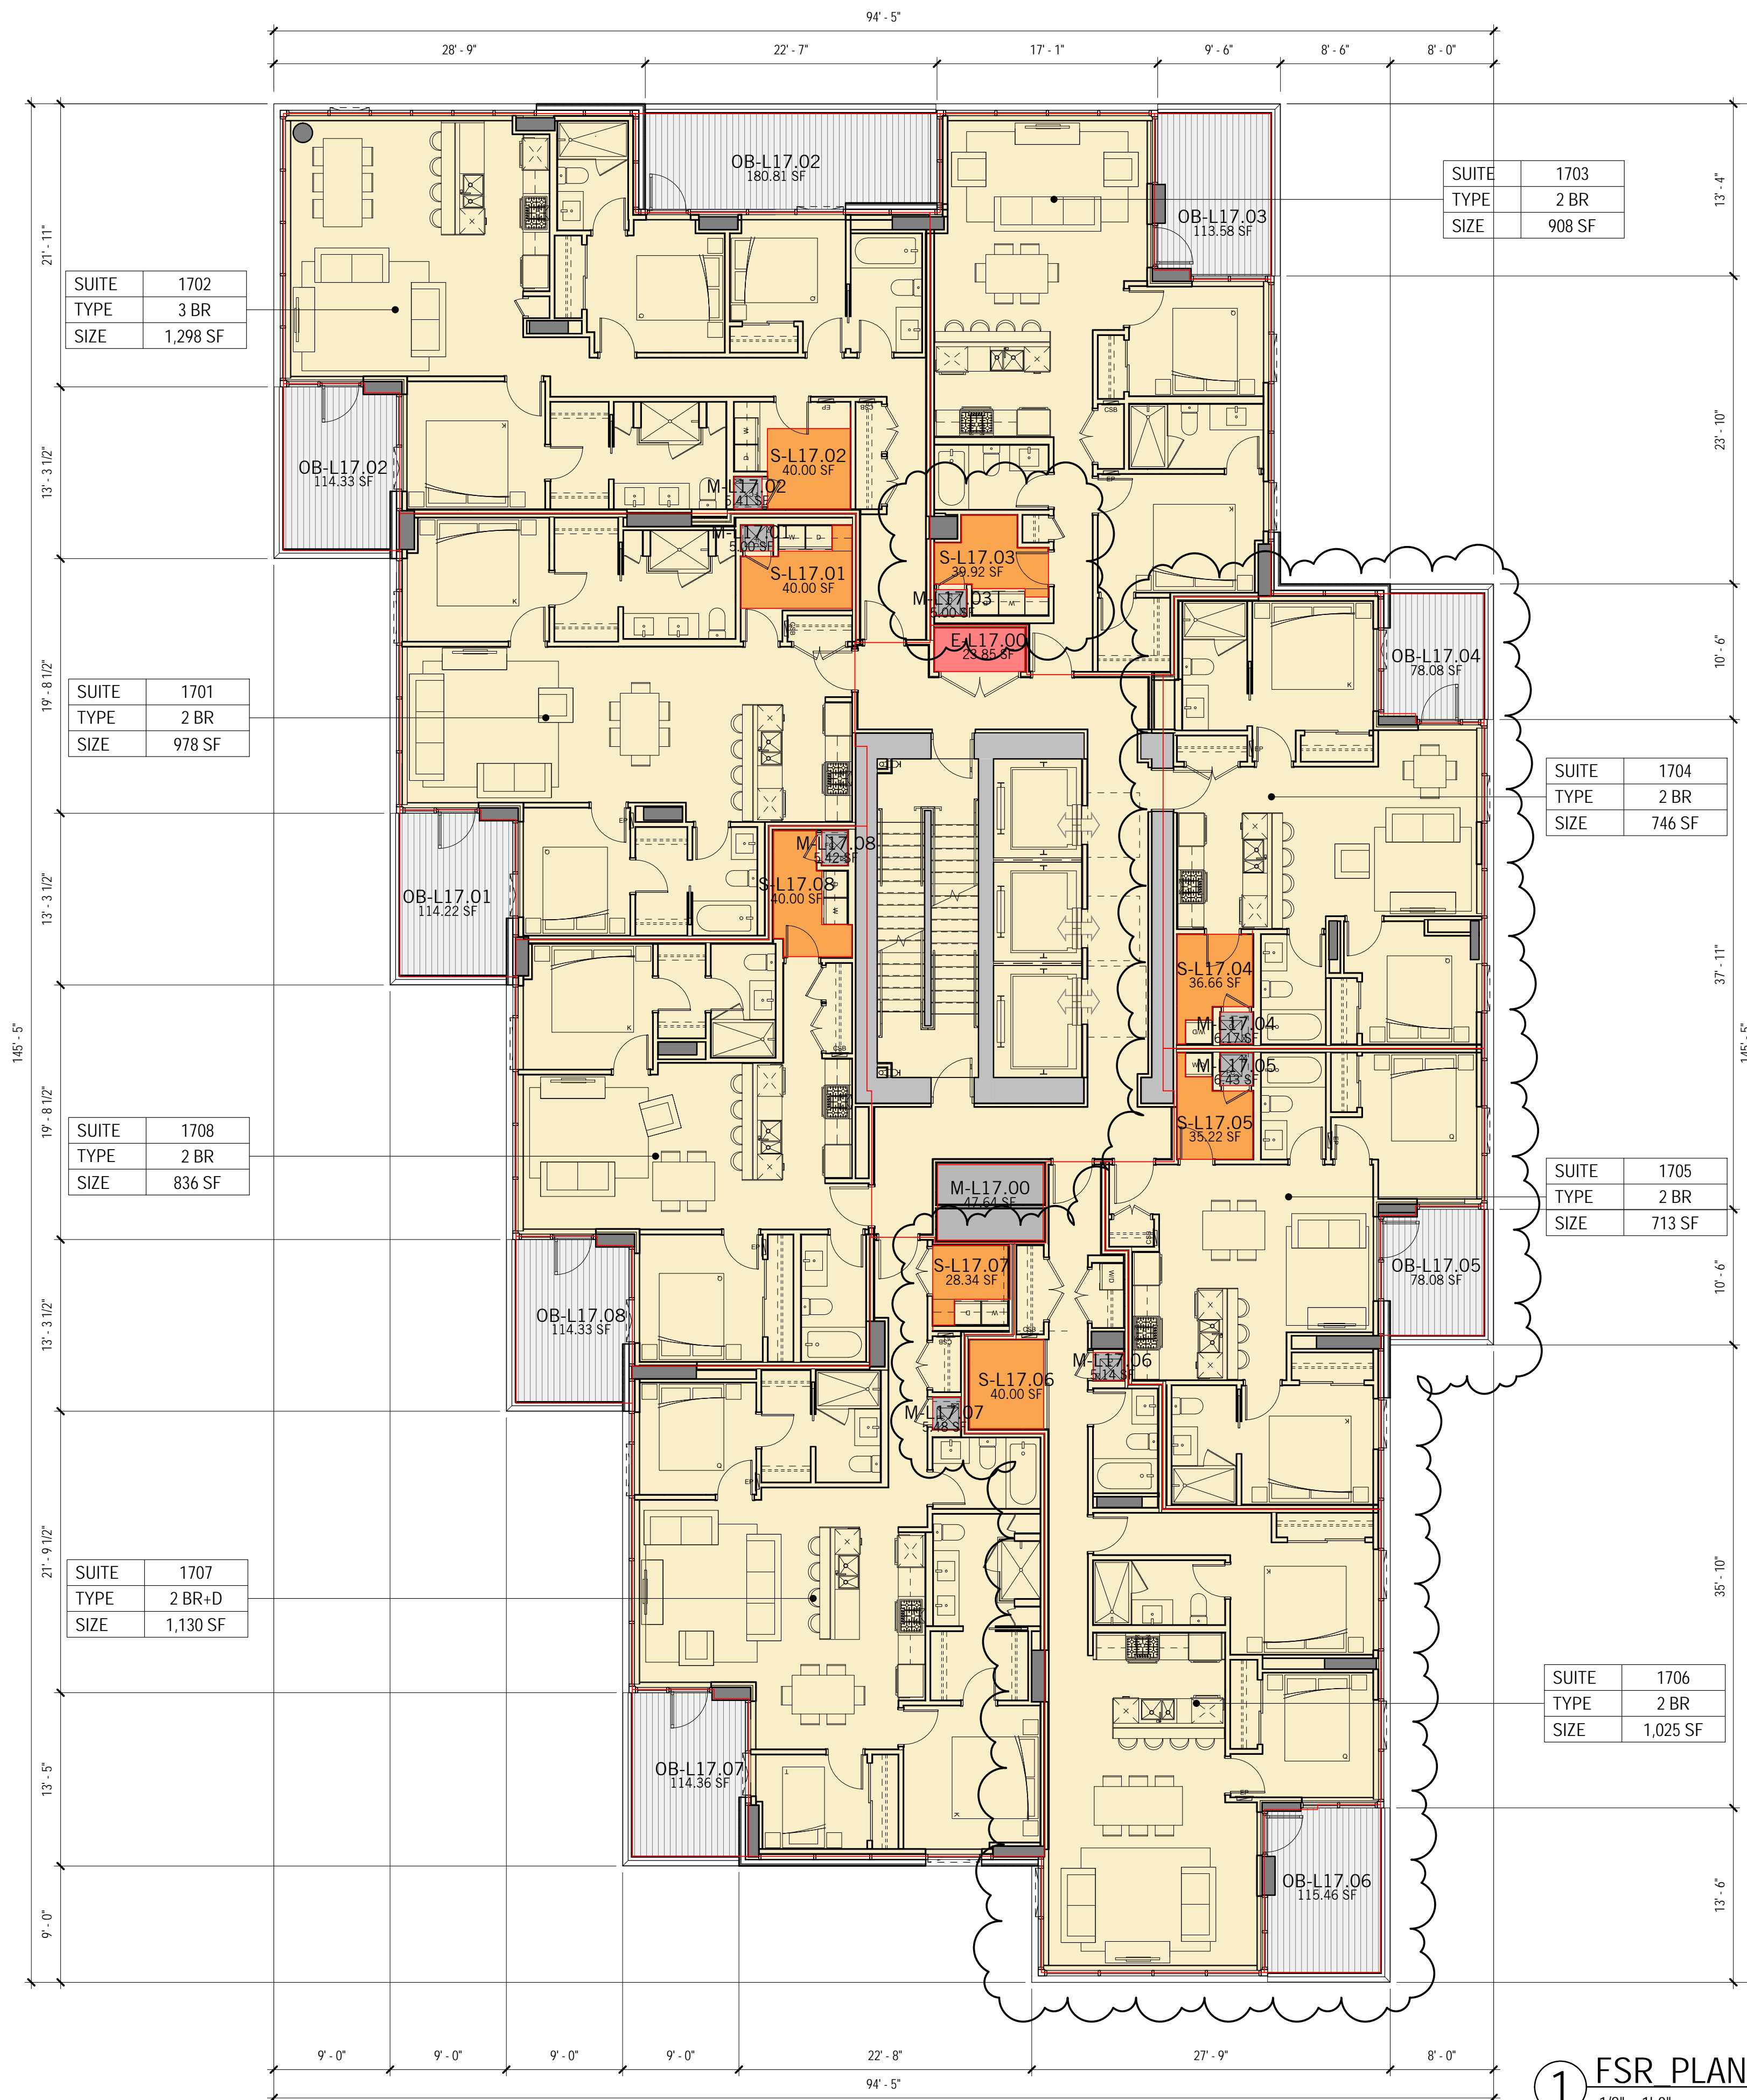 94' - 5"
28' - 9"
22' - 7"
17' - 1"
9' - 6"
8' - 6"
8' - 0"
145' - 5"
21' - 11"
13' - 3 1/2"
19' - 8 1/2"
13' - 3 1/2"
19' - 8 1/2"
13' - 3 1/2"
21' - 9 1/2"
13' - 5"
9' - 0"
SUITE 1702
TYPE 3 BR
SIZE 1,298 SF
SUITE 1701
TYPE 2 BR
SIZE 978 SF
SUITE 1708
TYPE 2 BR
SIZE 836 SF
SUITE 1707
TYPE 2 BR+D
SIZE 1,130 SF
OB-L17.02
180.81 SF
OB-L17.03
113.58 SF
OB-L17.02
114.33 SF
S-L17.02
40.00 SF
M-L17.02
5.41 SF
M-L17.01
5.00 SF
S-L17.01
40.00 SF
S-L17.03
39.92 SF
M-L17.03
5.00 SF
E-L17.00
23.85 SF
OB-L17.04
78.08 SF
M-L17.08
5.42 SF
S-L17.08
40.00 SF
OB-L17.01
114.22 SF
S-L17.04
36.66 SF
M-L17.04
6.17 SF
M-L17.05
6.43 SF
S-L17.05
35.22 SF
M-L17.00
47.64 SF
S-L17.07
28.34 SF
OB-L17.05
78.08 SF
OB-L17.08
114.33 SF
M-L17.06
5.14 SF
S-L17.06
40.00 SF
M-L17.07
5.48 SF
OB-L17.07
114.36 SF
OB-L17.06
115.46 SF
SUITE 1703
TYPE 2 BR
SIZE 908 SF
SUITE 1704
TYPE 2 BR
SIZE 746 SF
SUITE 1705
TYPE 2 BR
SIZE 713 SF
SUITE 1706
TYPE 2 BR
SIZE 1,025 SF
13' - 4"
23' - 10"
10' - 6"
37' - 11"
10' - 6"
35' - 10"
13' - 6"
145' - 5"
9' - 0"
9' - 0"
9' - 0"
9' - 0"
22' - 8"
27' - 9"
8' - 0"
94' - 5"
1 FSR_PLAN